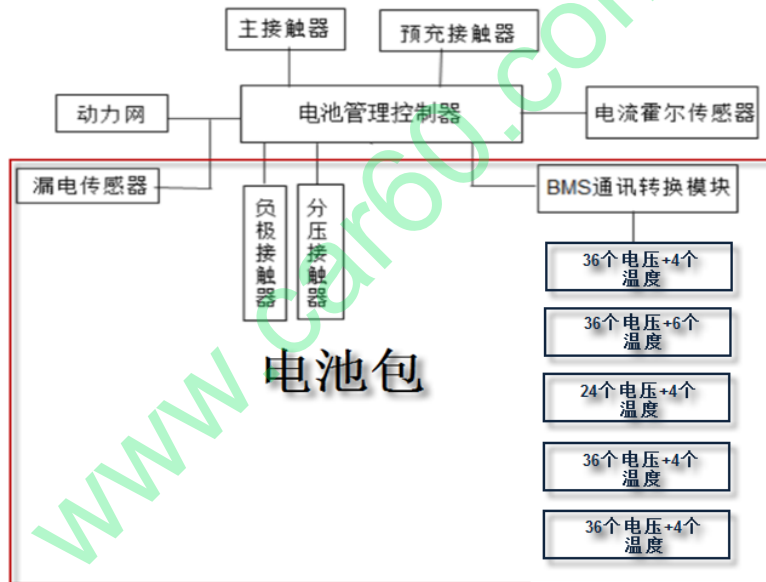 主接触器
预充接触器
动力网
电池管理控制器
电流霍尔传感器
漏电传感器
负极接触器
分压接触器
BMS通讯转换模块
36个电压+4个
温度
36个电压+6个
温度
24个电压+4个
温度
36个电压+4个
温度
36个电压+4个
温度
电池包
www.car60.com